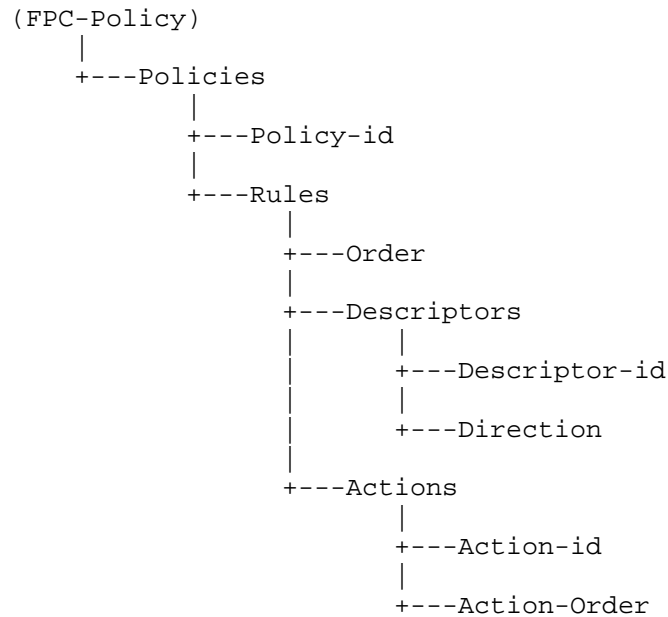 (FPC-Policy)
|
+---Policies
|
+---Policy-id
|
+---Rules
|
+---Order
|
+---Descriptors
| |
| +---Descriptor-id
| |
| +---Direction
|
+---Actions
|
+---Action-id
|
+---Action-Order